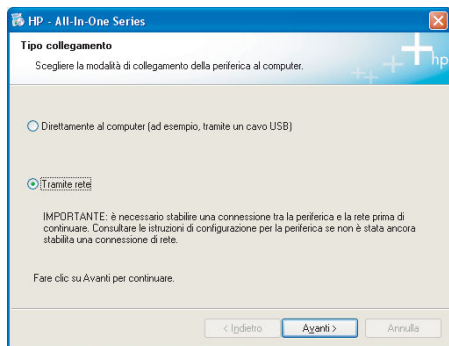 HP - All-In-One Series
Tipo collegamento
Scegliere la modalità di collegamento della periferica al computer.
hp
Direttamente al computer (ad esempio, tramite un cavo USB)
Tramite rete
IMPORTANTE: è necessario stabilire una connessione tra la periferica e la rete prima di
continuare. Consultare le istruzioni di configurazione per la periferica se non è stata ancora
stabilita una connessione di rete.
Fare clic su Avanti per continuare.
< Indietro Avanti > Annulla